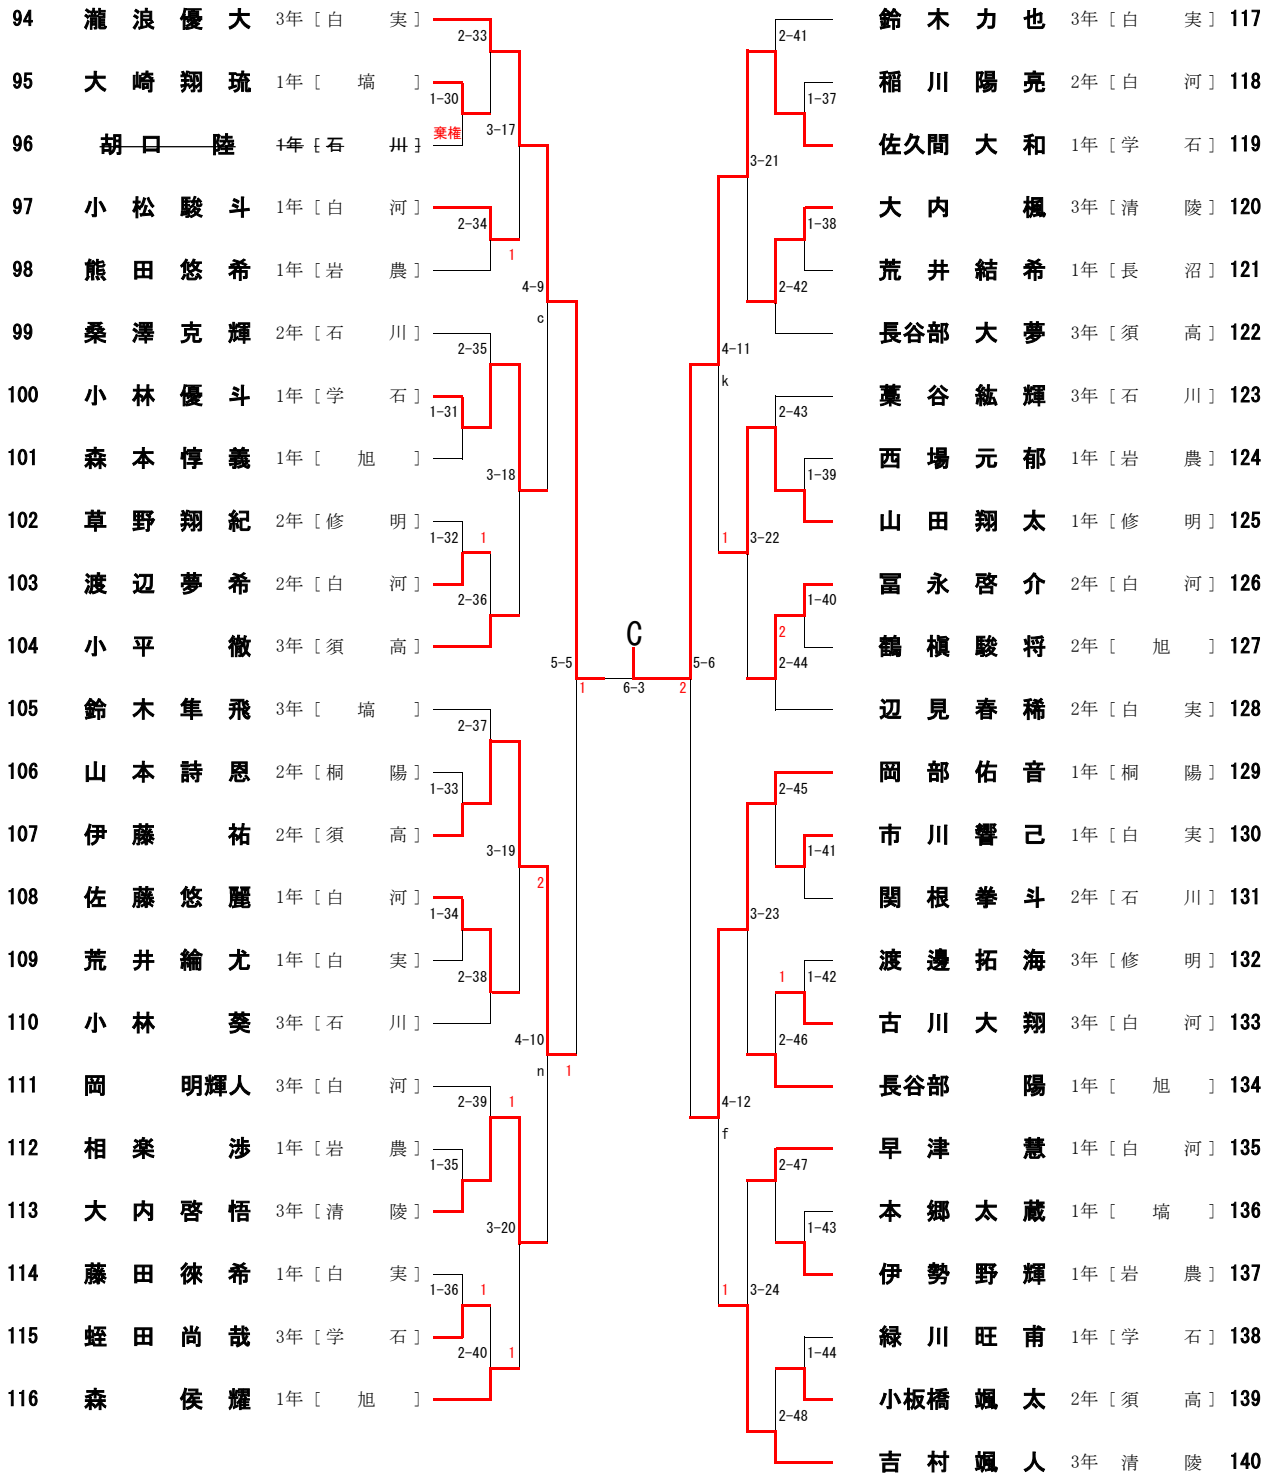 94 瀧浪優大 3年 [白実]
2-33
95 大崎翔琉 1年 [塙]
1-30
96 胡口陸 1年 [石川]
棄権
3-17
97 小松駿斗 1年 [白河]
2-34
1
98 熊田悠希 1年 [岩農]
4-9
c
99 桑澤克輝 2年 [石川]
2-35
100 小林優斗 1年 [学石]
1-31
101 森本惇義 1年 [旭]
3-18
102 草野翔紀 2年 [修明]
1-32
1
103 渡辺夢希 2年 [白河]
2-36
104 小平徹 3年 [須高]
5-5
1
105 鈴木隼飛 3年 [塙]
2-37
106 山本詩恩 2年 [桐陽]
1-33
107 伊藤祐 2年 [須高]
3-19
2
108 佐藤悠麗 1年 [白河]
1-34
109 荒井綸尤 1年 [白実]
2-38
110 小林葵 3年 [石川]
4-10
n
1
111 岡明輝人 3年 [白河]
2-39
1
112 相楽渉 1年 [岩農]
1-35
113 大内啓悟 3年 [清陵]
3-20
114 藤田徠希 1年 [白実]
1-36
1
115 蛭田尚哉 3年 [学石]
2-40
1
116 森侯耀 1年 [旭]
C
6-3
鈴木力也 3年 [白実] 117
2-41
稲川陽亮 2年 [白河] 118
1-37
佐久間大和 1年 [学石] 119
3-21
大内楓 3年 [清陵] 120
1-38
荒井結希 1年 [長沼] 121
2-42
長谷部大夢 3年 [須高] 122
4-11
k
藁谷紘輝 3年 [石川] 123
2-43
西場元郁 1年 [岩農] 124
1-39
山田翔太 1年 [修明] 125
1
3-22
冨永啓介 2年 [白河] 126
1-40
2
鶴槇駿将 2年 [旭] 127
2-44
5-6
2
辺見春稀 2年 [白実] 128
岡部佑音 1年 [桐陽] 129
2-45
市川響己 1年 [白実] 130
1-41
関根拳斗 2年 [石川] 131
3-23
渡邊拓海 3年 [修明] 132
1
1-42
古川大翔 3年 [白河] 133
2-46
長谷部陽 1年 [旭] 134
4-12
f
早津慧 1年 [白河] 135
2-47
本郷太蔵 1年 [塙] 136
1-43
伊勢野輝 1年 [岩農] 137
1
3-24
緑川旺甫 1年 [学石] 138
1-44
小板橋颯太 2年 [須高] 139
2-48
吉村颯人 3年 清陵 140